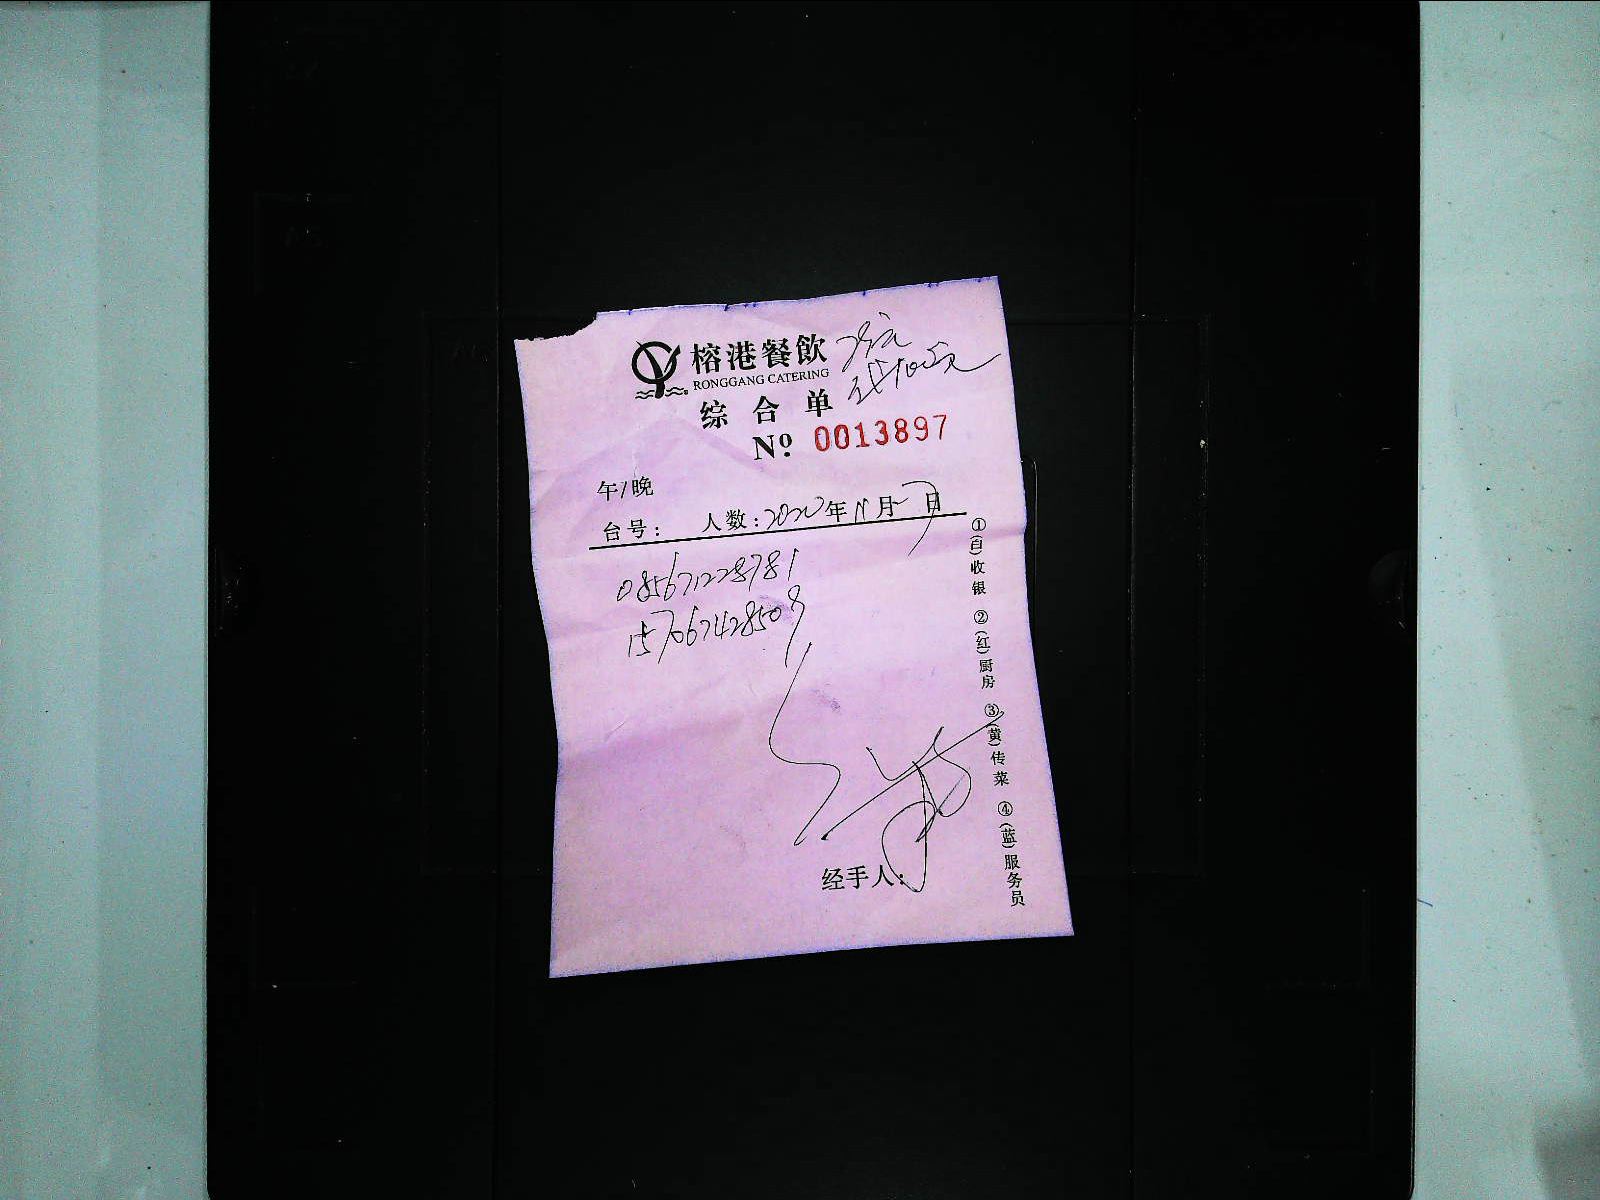 榕港餐飲
RONGGANG CATERING
综合单
Nº 0013897
午/晚
台号: 人数: 2020年11月 日
085671228781
15706742850
经手人:
①(白)收银 ②(红)厨房 ③(黄)传菜 ④(蓝)服务员